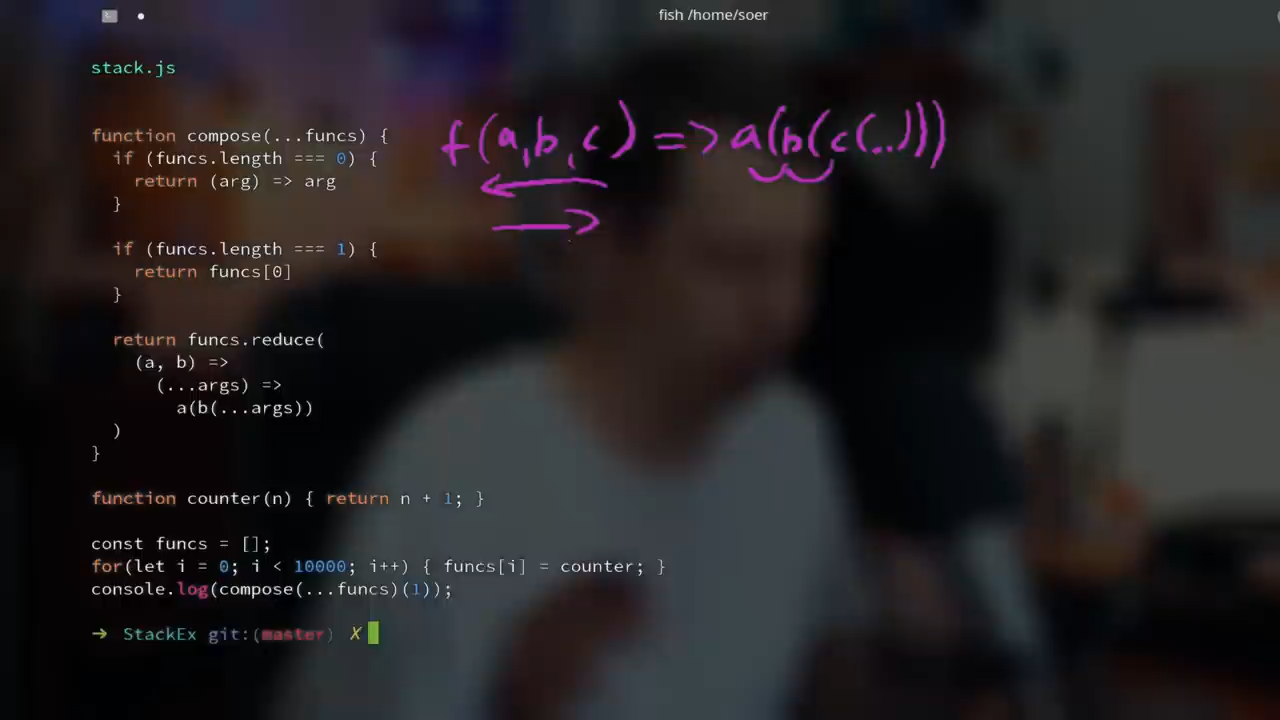 fish /home/soer
stack.js
function compose(...funcs) {
if (funcs.length === 0) {
return (arg) => arg
}
if (funcs.length === 1) {
return funcs[0]
}
return funcs.reduce(
(a, b) =>
(...args) =>
a(b(...args))
)
}
function counter(n) { return n + 1; }
const funcs = [];
for(let i = 0; i < 10000; i++) { funcs[i] = counter; }
console.log(compose(...funcs)(1));
➜ StackEx git:(master) ✗
f(a,b,c) => a(b(c(..)))